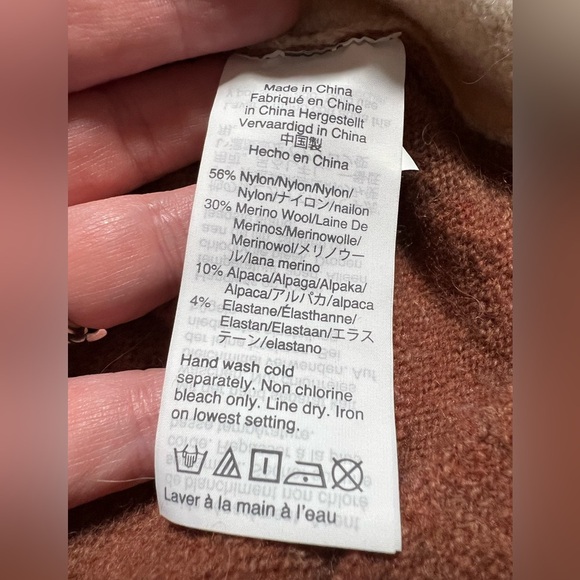 Made in China
Fabriqué en Chine
in China Hergestellt
Vervaardigd in China
中国製
Hecho en China
56% Nylon/Nylon/Nylon/
Nylon/ナイロン/nailon
30% Merino Wool/Laine De
Merinos/Merinowolle/
Merinowol/メリノウー
ル/lana merino
10% Alpaca/Alpaga/Alpaka/
Alpaca/アルパカ/alpaca
4% Elastane/Élasthanne/
Elastan/Elastaan/エラス
テーン/elastano
Hand wash cold
separately. Non chlorine
bleach only. Line dry. Iron
on lowest setting.
Laver à la main à l'eau